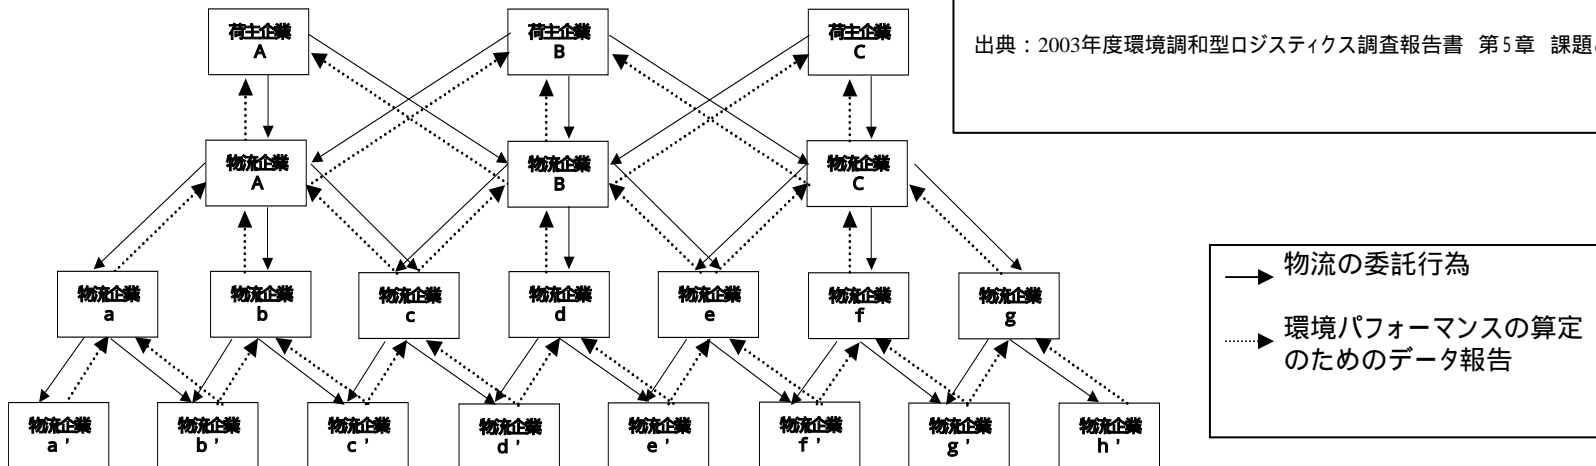 荷主企業
A
荷主企業
B
荷主企業
C
出典：2003年度環境調和型ロジスティクス調査報告書 第5章 課題
物流企業
A
物流企業
B
物流企業
C
物流企業
a
物流企業
b
物流企業
c
物流企業
d
物流企業
e
物流企業
f
物流企業
g
物流企業
a'
物流企業
b'
物流企業
c'
物流企業
d'
物流企業
e'
物流企業
f'
物流企業
g'
物流企業
h'
物流の委託行為
環境パフォーマンスの算定
のためのデータ報告